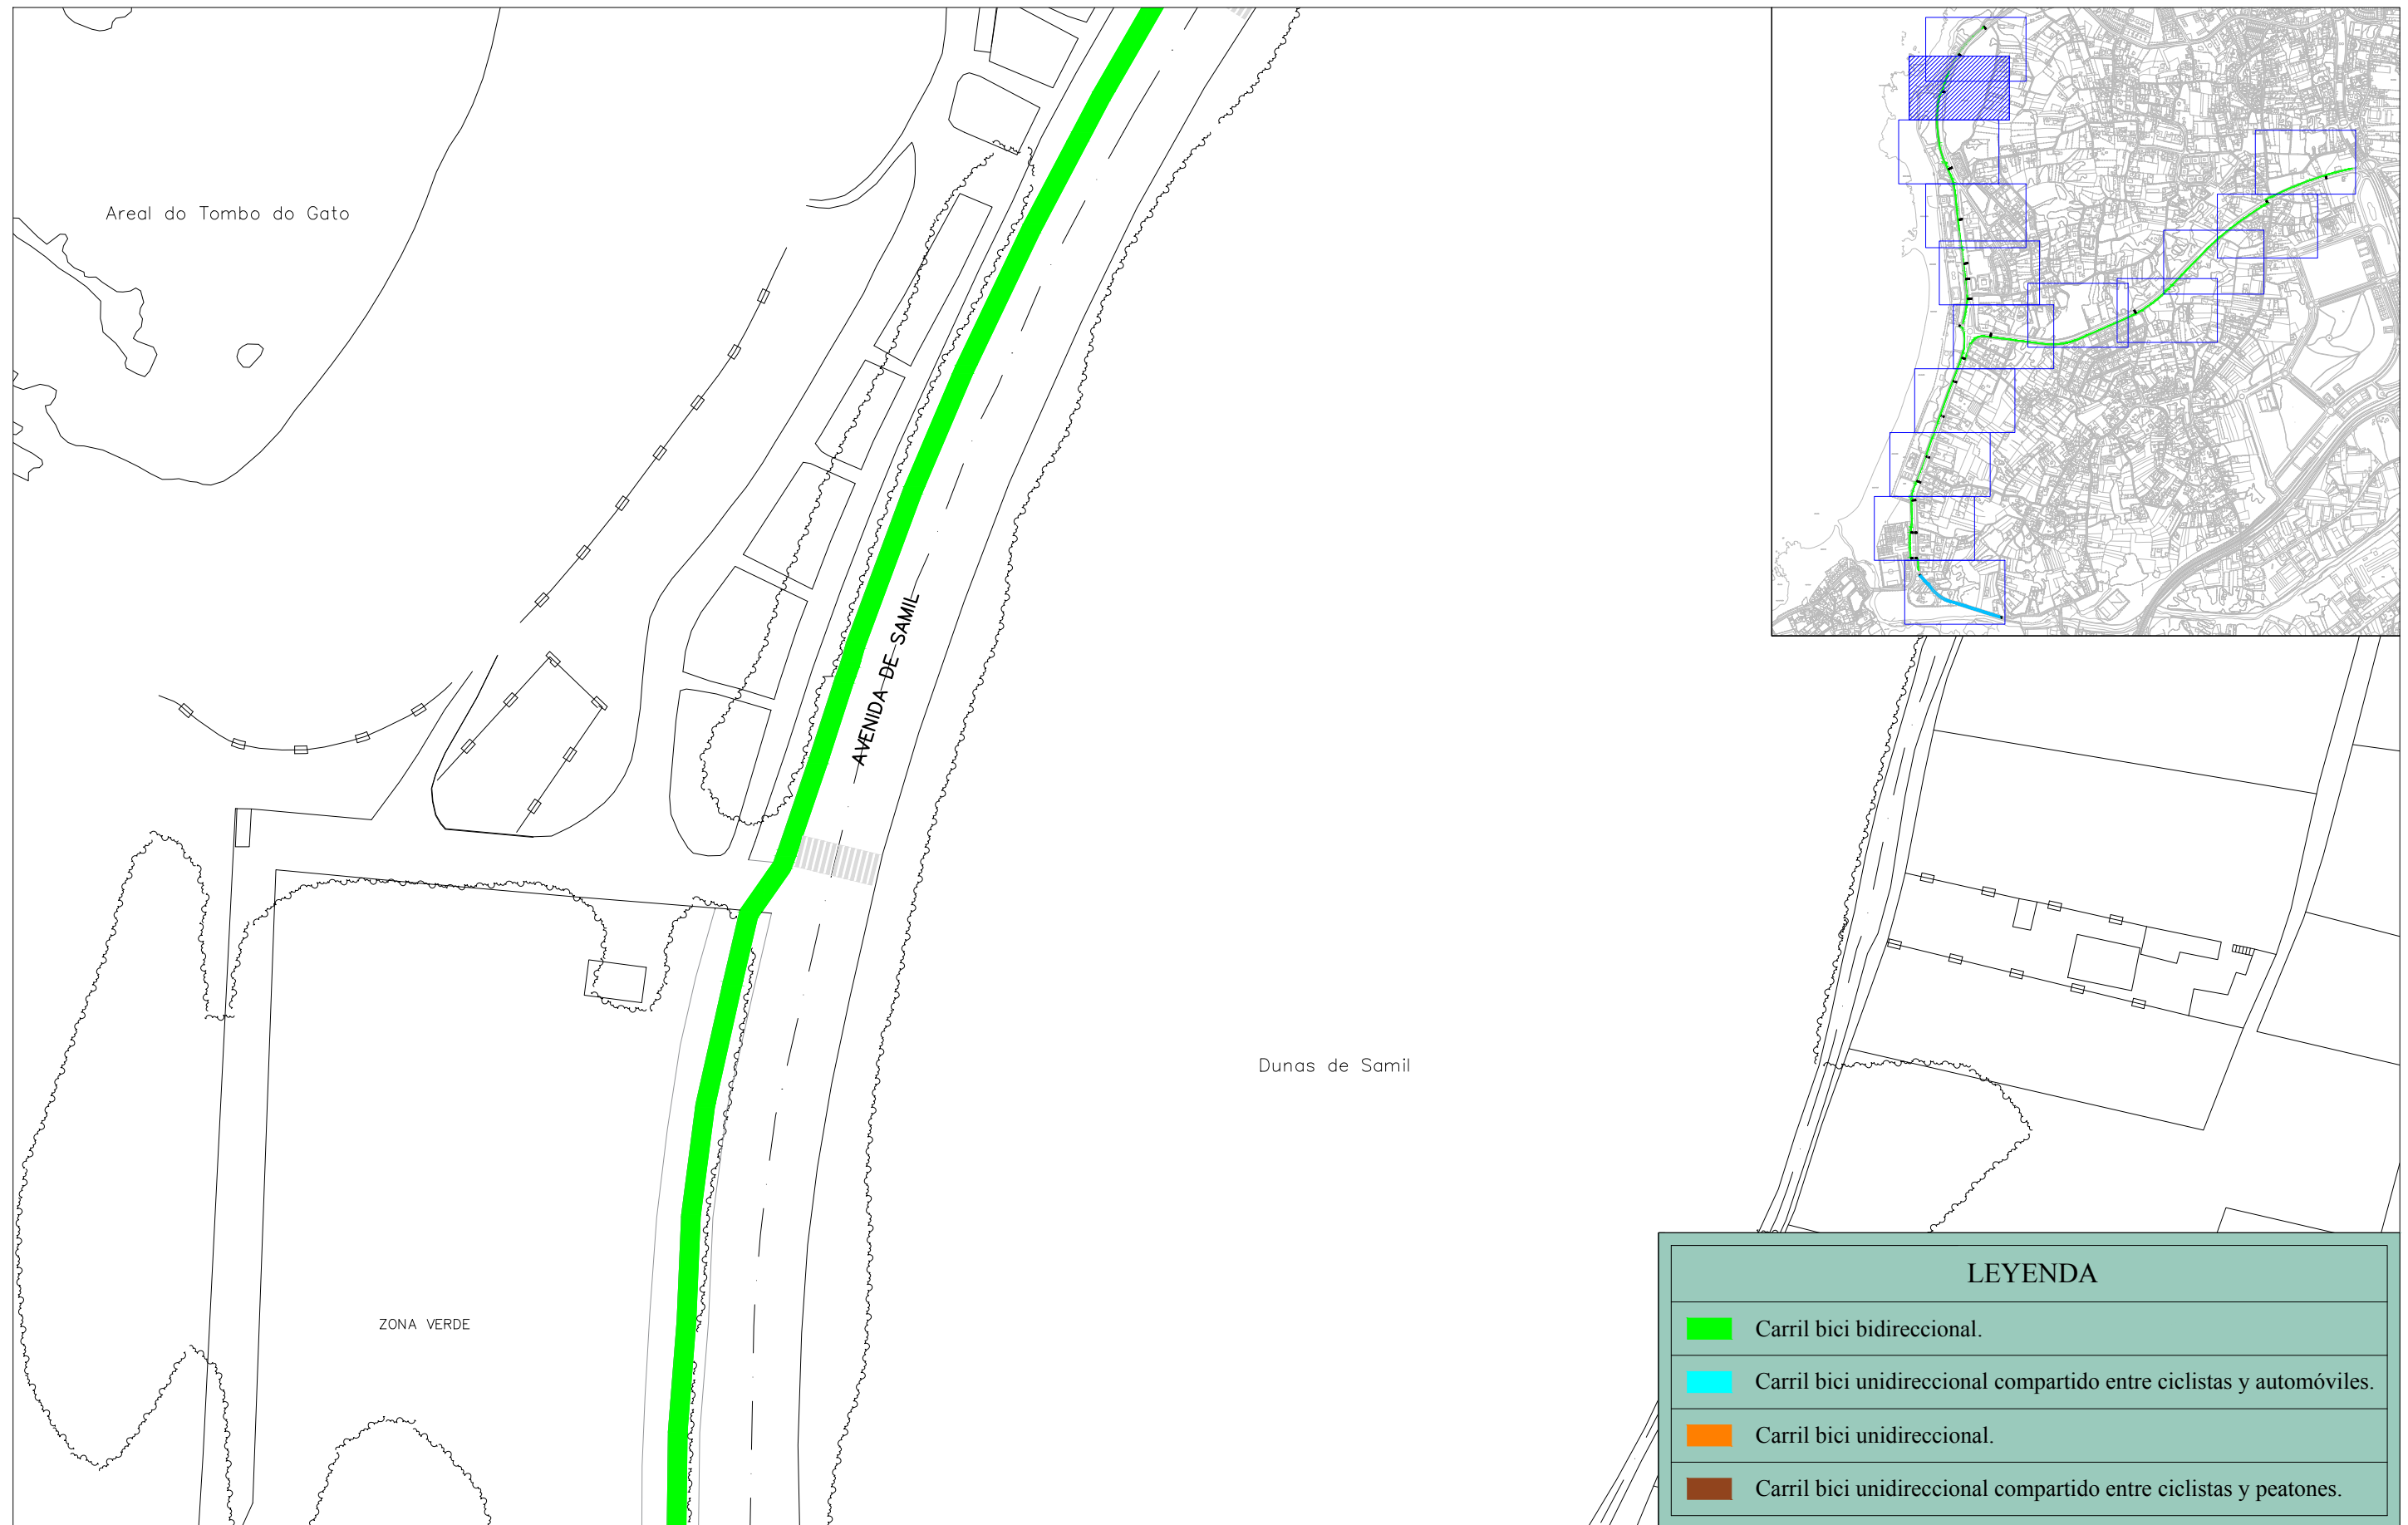 Areal do Tombo do Gato
AVENIDA DE SAMIL
Dunas de Samil
ZONA VERDE
LEYENDA
Carril bici bidireccional.
Carril bici unidireccional compartido entre ciclistas y automóviles.
Carril bici unidireccional.
Carril bici unidireccional compartido entre ciclistas y peatones.